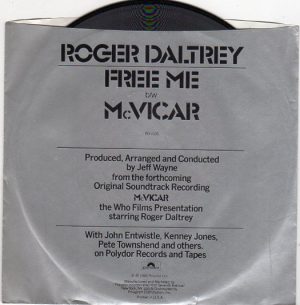 ROGER DALTREY
FREE ME
b/w
McVICAR
Produced, Arranged and Conducted
by Jeff Wayne
from the forthcoming
Original Soundtrack Recording
McVICAR
the Who Films Presentation
starring Roger Daltrey
With John Entwistle, Kenney Jones,
Pete Townshend and others.
on Polydor Records and Tapes
Printed in U.S.A.